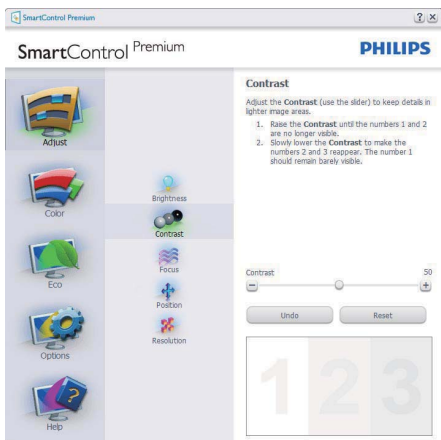 SmartControl Premium
? ×
SmartControl Premium
PHILIPS
Adjust
Color
Eco
Options
Help
Brightness
Contrast
Focus
Position
Resolution
Contrast
Adjust the Contrast (use the slider) to keep details in
lighter image areas.
1. Raise the Contrast until the numbers 1 and 2
are no longer visible.
2. Slowly lower the Contrast to make the
numbers 2 and 3 reappear. The number 1
should remain barely visible.
Contrast 50
Undo Reset
1 2 3